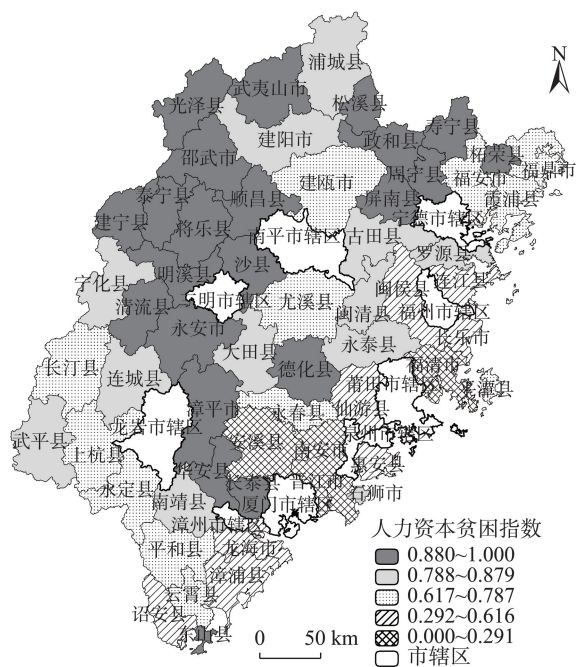 浦城县
N
武夷山市
光泽县
松溪县
寿宁县
建阳市
政和县
柘荣县
邵武市
福鼎市
周宁县
福安市
建瓯市
泰宁县
顺昌县
屏南县
霞浦县
建宁县
将乐县
宁德市辖区
南平市辖区
古田县
罗源县
沙县
明溪县
宁化县
连江县
闽侯县
清流县
明市辖区
尤溪县
闽清县
福州市辖区
永安市
长乐市
大田县
永泰县
长汀县
德化县
福清市
连城县
莆田市辖区
平潭县
漳平市
永春县
仙游县
龙岩市辖区
武平县
安溪县
南安市
泉州市辖区
上杭县
惠安县
华安县
永定县
长泰县
晋江市
石狮市
南靖县
厦门市辖区
漳州市辖区
人力资本贫困指数
平和县
龙海市
0.880~1.000
漳浦县
0.788~0.879
云霄县
0.617~0.787
诏安县
0.292~0.616
东山县
0.000~0.291
0 50 km
市辖区